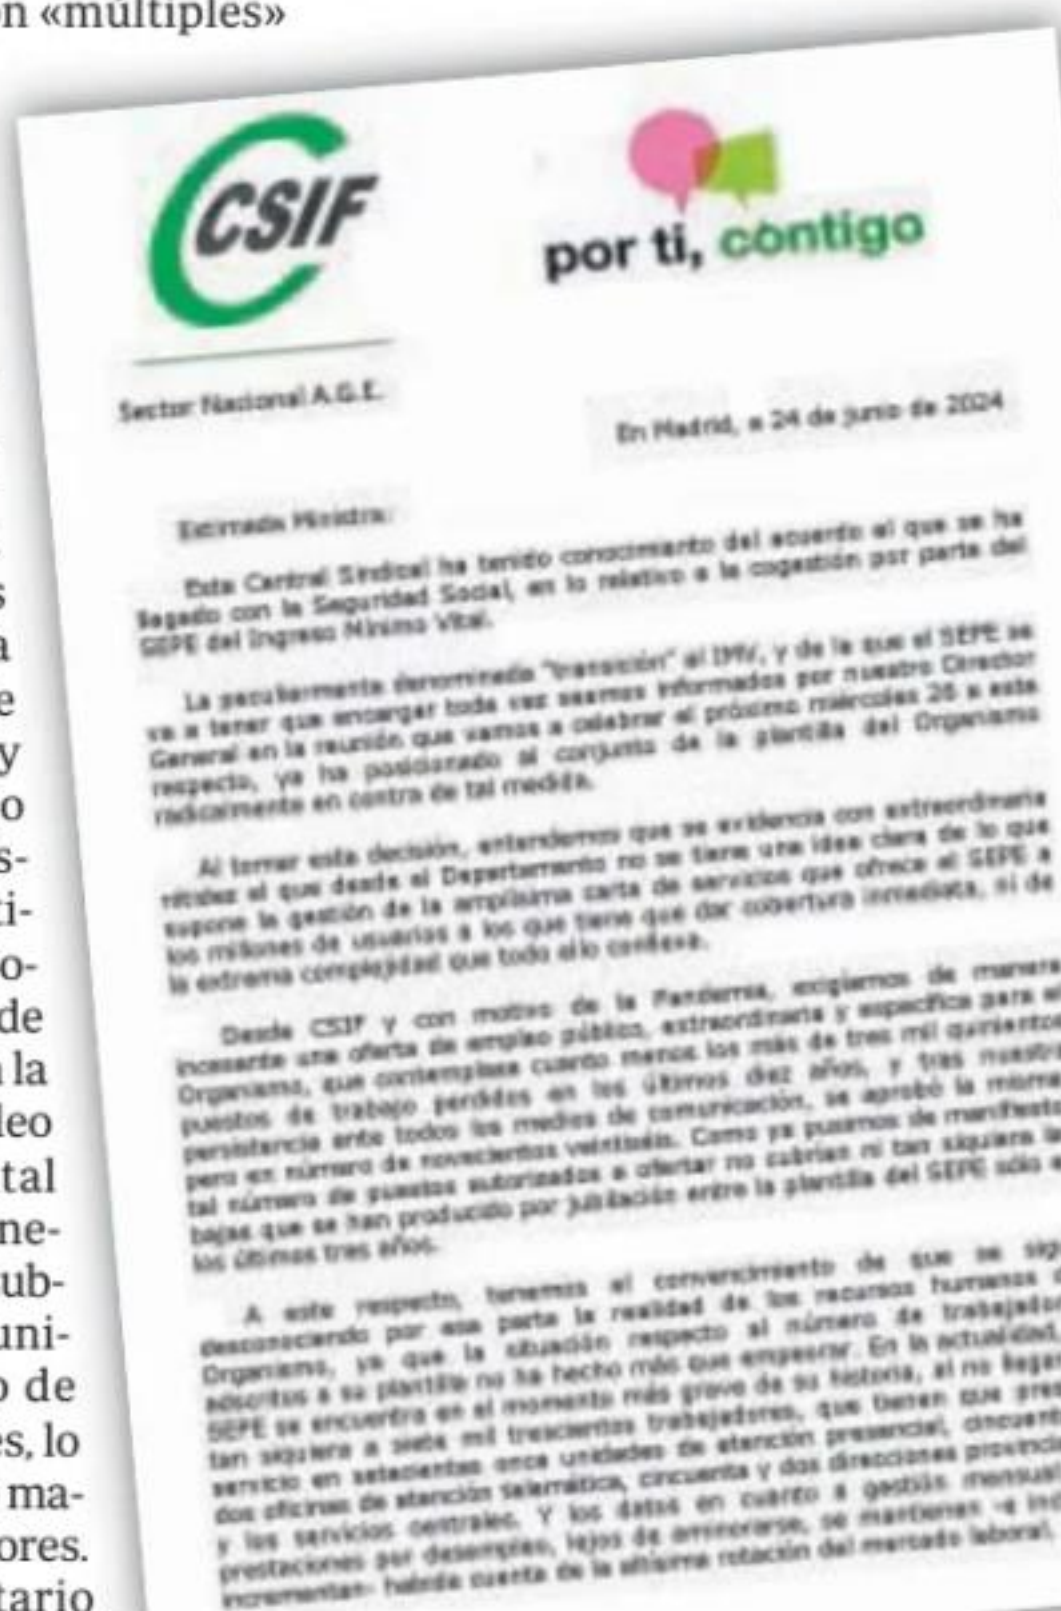 on «múltiples»
s
a
e
y
o
s-
ti-
o-
de
la
leo
tal
ne-
ub-
uni-
o de
es, lo
ma-
ores.
tario
CSIF
por ti, contigo
Sector Nacional A.G.E.
En Madrid, a 24 de junio de 2024
Estimada Ministra:
Esta Central Sindical ha tenido conocimiento del acuerdo al que se ha
llegado con la Seguridad Social, en lo relativo a la cogestión por parte del
SEPE del Ingreso Mínimo Vital.
La peculiarmente denominada "transición" al IMV, y de la que el SEPE se
va a tener que encargar toda vez seamos informados por nuestro Director
General en la reunión que vamos a celebrar el próximo miércoles 26 a este
respecto, ya ha posicionado al conjunto de la plantilla del Organismo
radicalmente en contra de tal medida.
Al tomar esta decisión, entendemos que se evidencia con extraordinaria
nitidez el que desde el Departamento no se tiene una idea clara de lo que
supone la gestión de la amplísima carta de servicios que ofrece el SEPE a
los millones de usuarios a los que tiene que dar cobertura inmediata, ni de
la extrema complejidad que todo ello conlleva.
Desde CSIF y con motivo de la Pandemia, exigimos de manera
incesante una oferta de empleo público, extraordinaria y específica para el
Organismo, que contemplase cuanto menos los más de tres mil quinientos
puestos de trabajo perdidos en los últimos diez años, y tras nuestra
persistencia ante todos los medios de comunicación, se aprobó la misma
pero en número de novecientos veintiséis. Como ya pusimos de manifiesto
tal número de puestos autorizados a ofertar no cubrían ni tan siquiera las
bajas que se han producido por jubilación entre la plantilla del SEPE sólo e
los últimos tres años.
A este respecto, tenemos el convencimiento de que se sig
desconociendo por esa parte la realidad de los recursos humanos d
Organismo, ya que la situación respecto al número de trabajado
adscritos a su plantilla no ha hecho más que empeorar. En la actualidad,
SEPE se encuentra en el momento más grave de su historia, al no llegar
tan siquiera a siete mil trescientos trabajadores, que tienen que pres
servicio en setecientas once unidades de atención presencial, cincuenta
dos oficinas de atención telemática, cincuenta y dos direcciones provincia
y los servicios centrales. Y los datos en cuanto a gestión mensual
prestaciones por desempleo, lejos de aminorarse, se mantienen -e inc
incrementan- habida cuenta de la altísima rotación del mercado laboral.